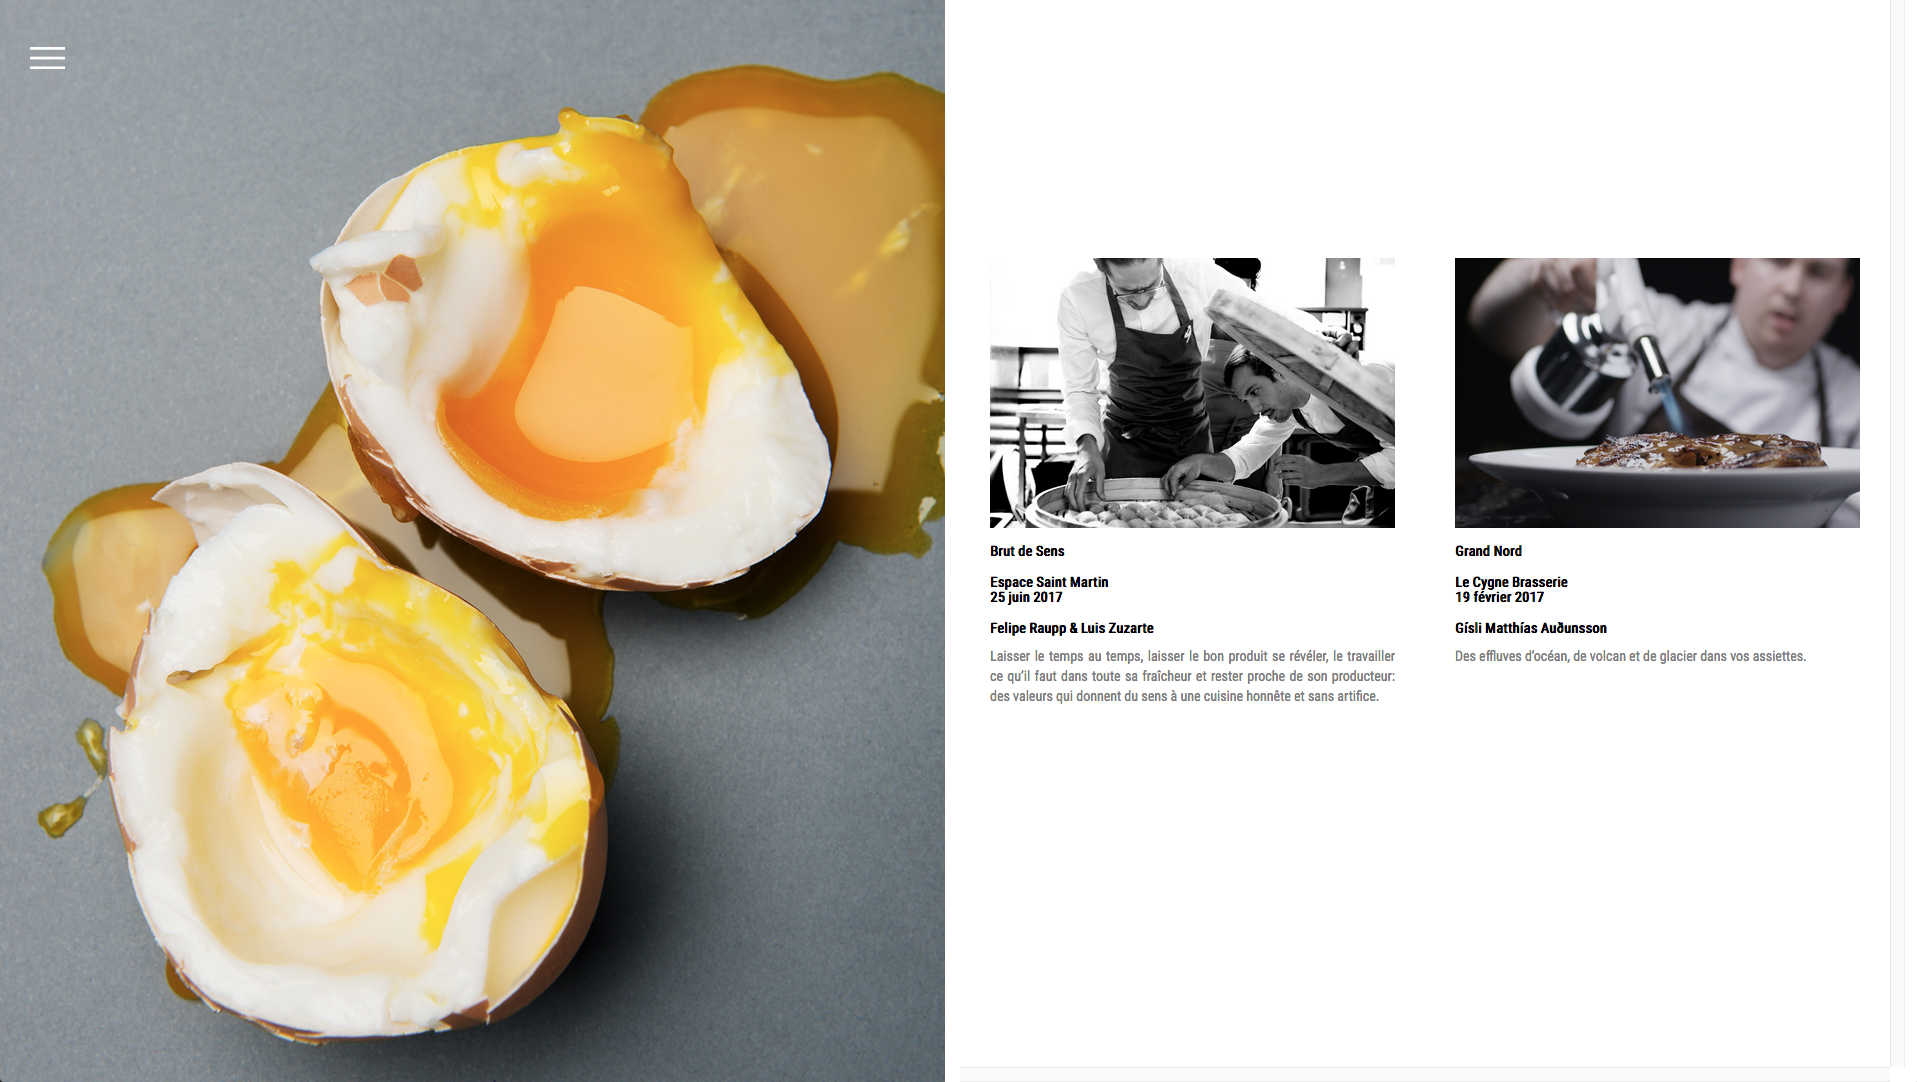 Brut de Sens
Espace Saint Martin
25 juin 2017
Felipe Raupp & Luis Zuzarte
Laisser le temps au temps, laisser le bon produit se révéler, le travailler
ce qu’il faut dans toute sa fraîcheur et rester proche de son producteur:
des valeurs qui donnent du sens à une cuisine honnête et sans artifice.
Grand Nord
Le Cygne Brasserie
19 février 2017
Gísli Matthías Auðunsson
Des effluves d’océan, de volcan et de glacier dans vos assiettes.